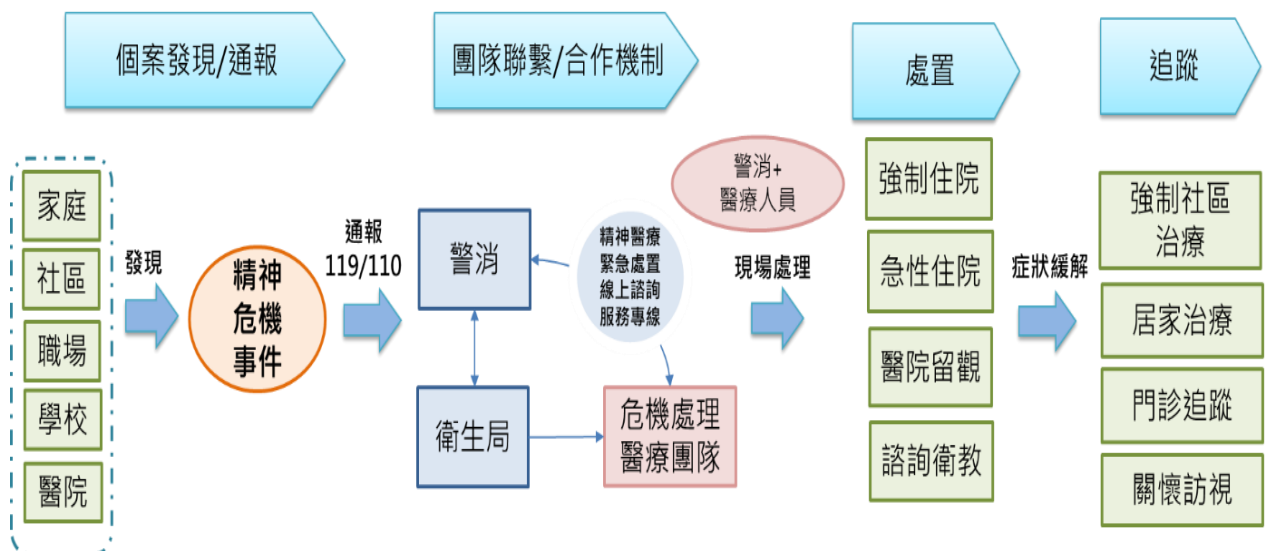 個案發現/通報
團隊聯繫/合作機制
處置
追蹤
家庭
社區
職場
學校
醫院
發現
精神
危機
事件
通報
119/110
警消
衛生局
精神醫療
緊急處置
線上諮詢
服務專線
危機處理
醫療團隊
警消+
醫療人員
現場處理
強制住院
急性住院
醫院留觀
諮詢衛教
症狀緩解
強制社區
治療
居家治療
門診追蹤
關懷訪視